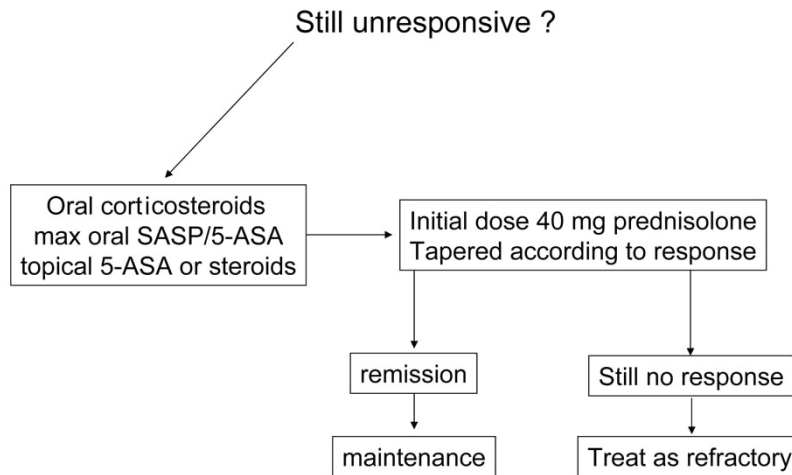 Still unresponsive ?
Oral corticosteroids
max oral SASP/5-ASA
topical 5-ASA or steroids
Initial dose 40 mg prednisolone
Tapered according to response
remission
Still no response
maintenance
Treat as refractory